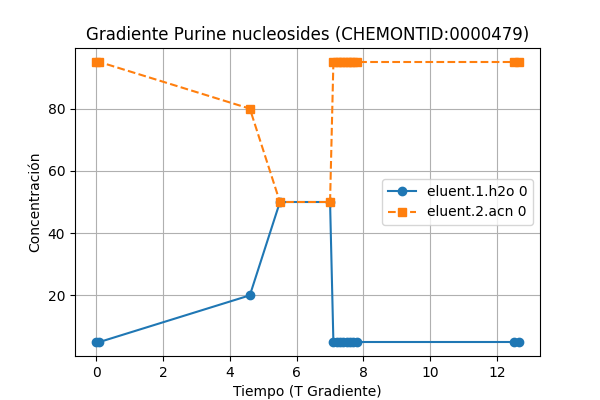 Gradiente Purine nucleosides (CHEMONTID:0000479)
Concentración
80
60
40
20
eluent.1.h2o 0
eluent.2.acn 0
0 2 4 6 8 10 12
Tiempo (T Gradiente)